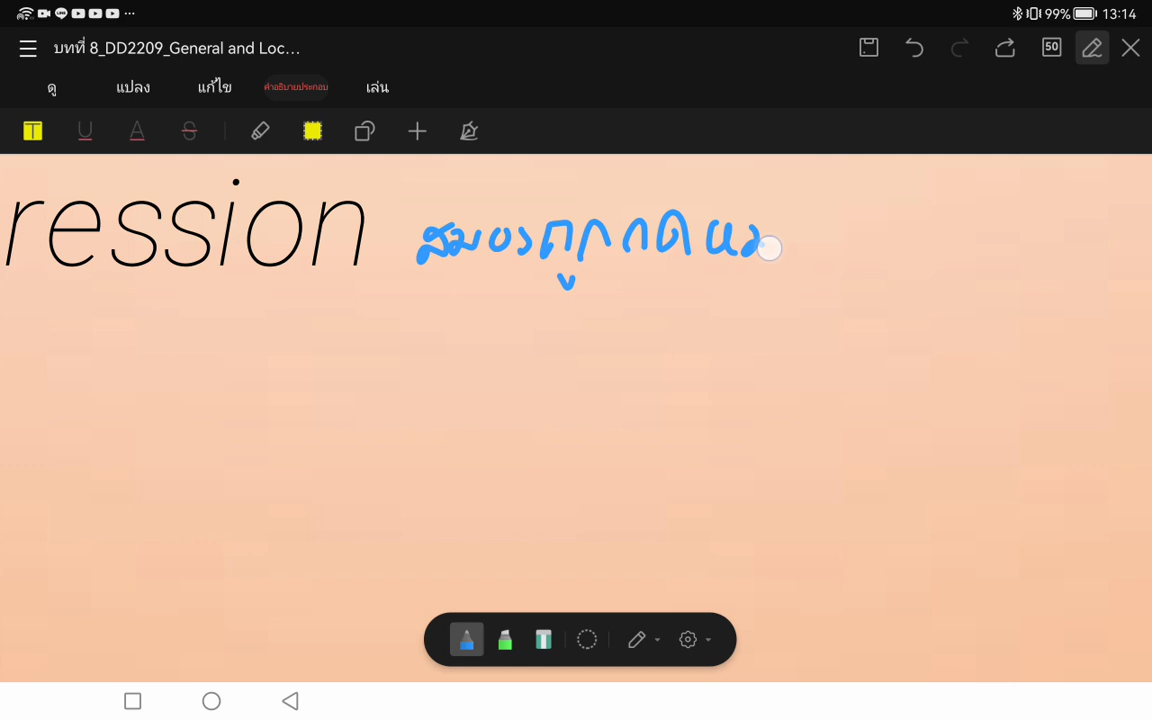 99% 13:14
บทที่ 8_DD2209_General and Loc...
50
ดู แปลง แก้ไข คำอธิบายประกอบ เล่น
T U A S
ression สมองถูกกด